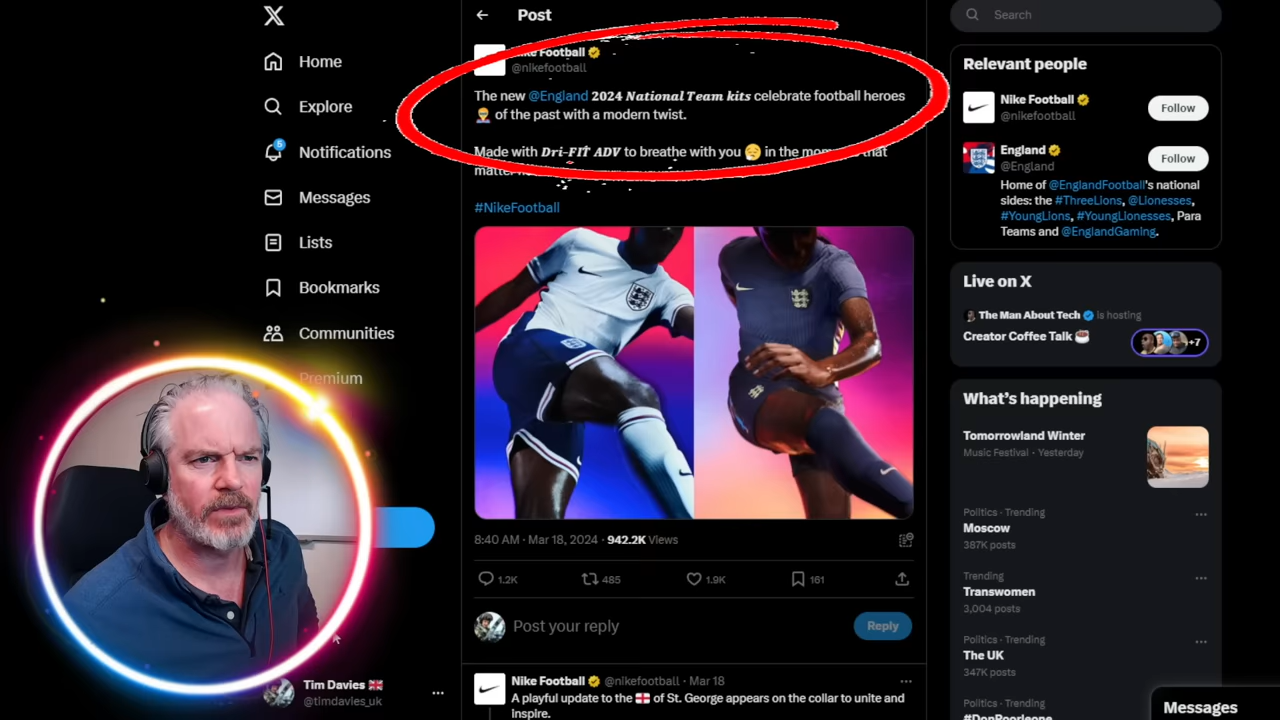 Home
Explore
5
Notifications
Messages
Lists
Bookmarks
Communities
Premium
Tim Davies
@timdavies_uk
Post
Nike Football
@nikefootball
The new @England 2024 National Team kits celebrate football heroes
of the past with a modern twist.
Made with Dri-FIT ADV to breathe with you in the that
#NikeFootball
8:40 AM · Mar 18, 2024 · 942.2K Views
1.2K
485
1.9K
161
Post your reply
Reply
Nike Football @nikefootball · Mar 18
A playful update to the of St. George appears on the collar to unite and
inspire.
Search
Relevant people
Nike Football
@nikefootball
Follow
England
@England
Follow
Home of @EnglandFootball's national
sides: the #ThreeLions, @Lionesses,
#YoungLions, #YoungLionesses, Para
Teams and @EnglandGaming.
Live on X
The Man About Tech is hosting
Creator Coffee Talk
+7
What's happening
Tomorrowland Winter
Music Festival · Yesterday
Politics · Trending
Moscow
387K posts
Trending
Transwomen
3,004 posts
Politics · Trending
The UK
347K posts
Politics · Trending
#DonPoorleone
Messages